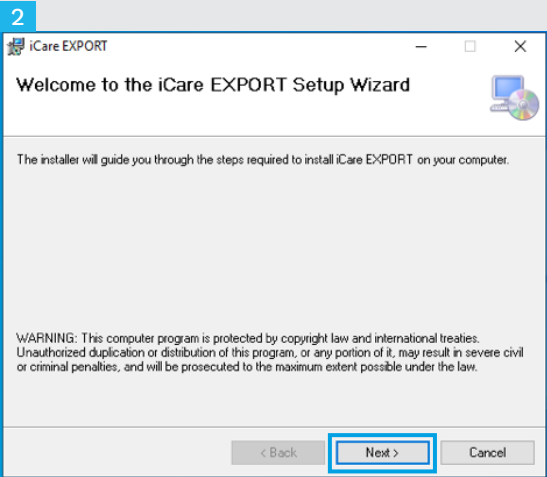 2
iCare EXPORT
Welcome to the iCare EXPORT Setup Wizard
The installer will guide you through the steps required to install iCare EXPORT on your computer.
WARNING: This computer program is protected by copyright law and international treaties.
Unauthorized duplication or distribution of this program, or any portion of it, may result in severe civil
or criminal penalties, and will be prosecuted to the maximum extent possible under the law.
< Back
Next >
Cancel